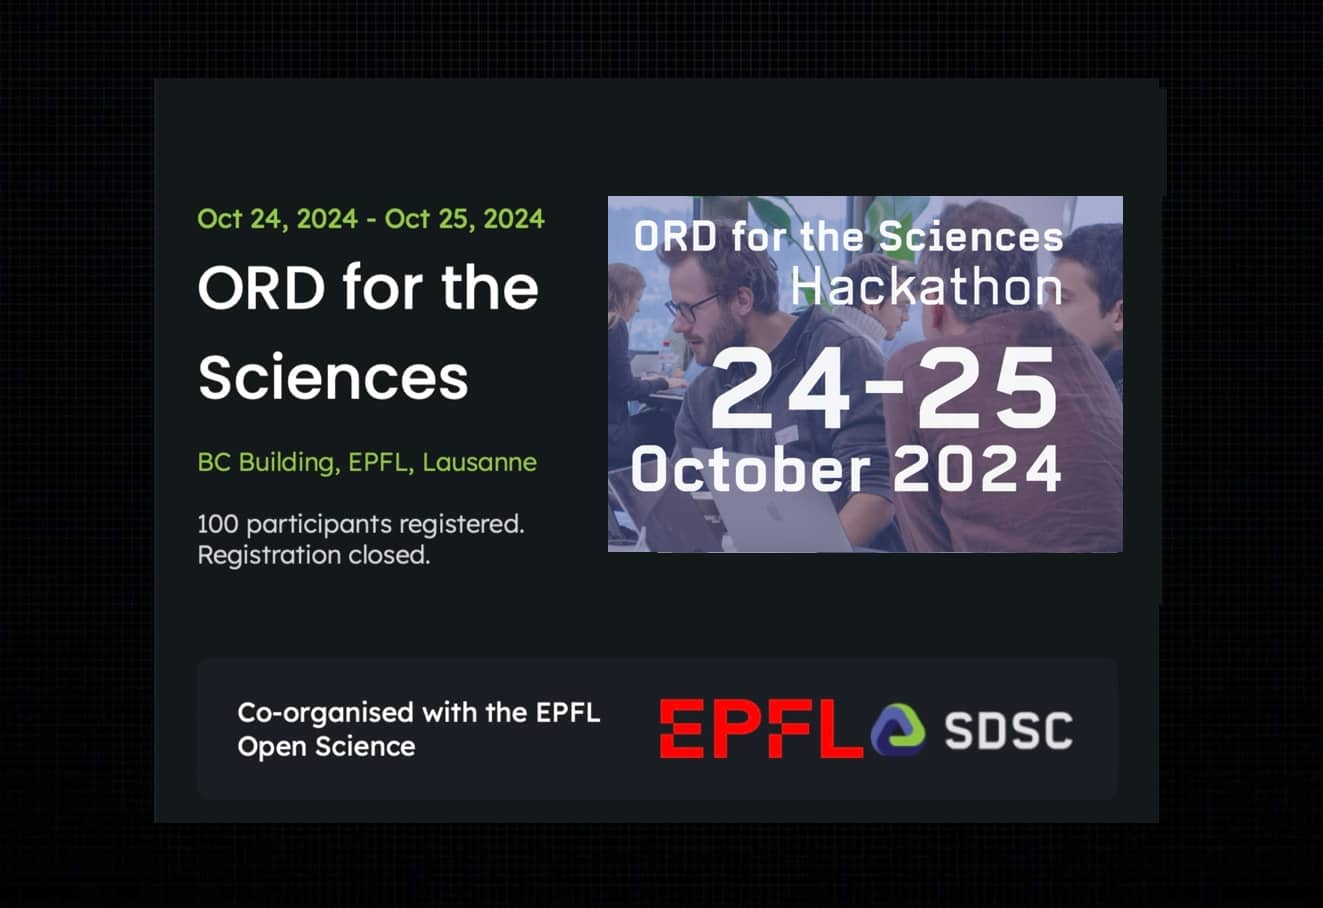 Oct 24, 2024 - Oct 25, 2024
ORD for the
Sciences
BC Building, EPFL, Lausanne
100 participants registered.
Registration closed.
ORD for the Sciences
Hackathon
24-25
October 2024
Co-organised with the EPFL
Open Science
EPFL SDSC